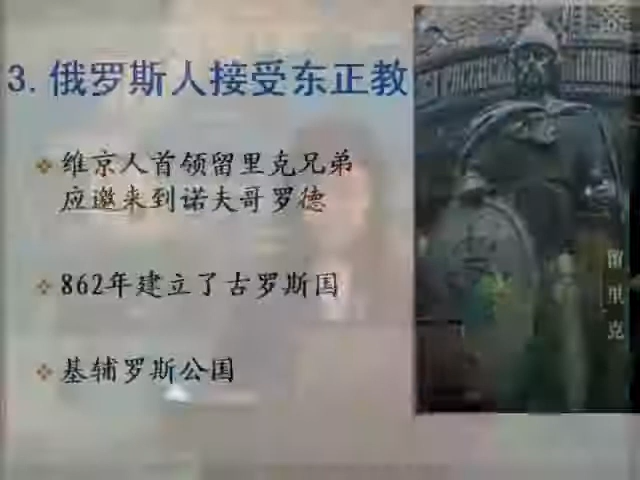 3. 俄罗斯人接受东正教
维京人首领留里克兄弟
应邀来到诺夫哥罗德
862年建立了古罗斯国
基辅罗斯公国
留里克